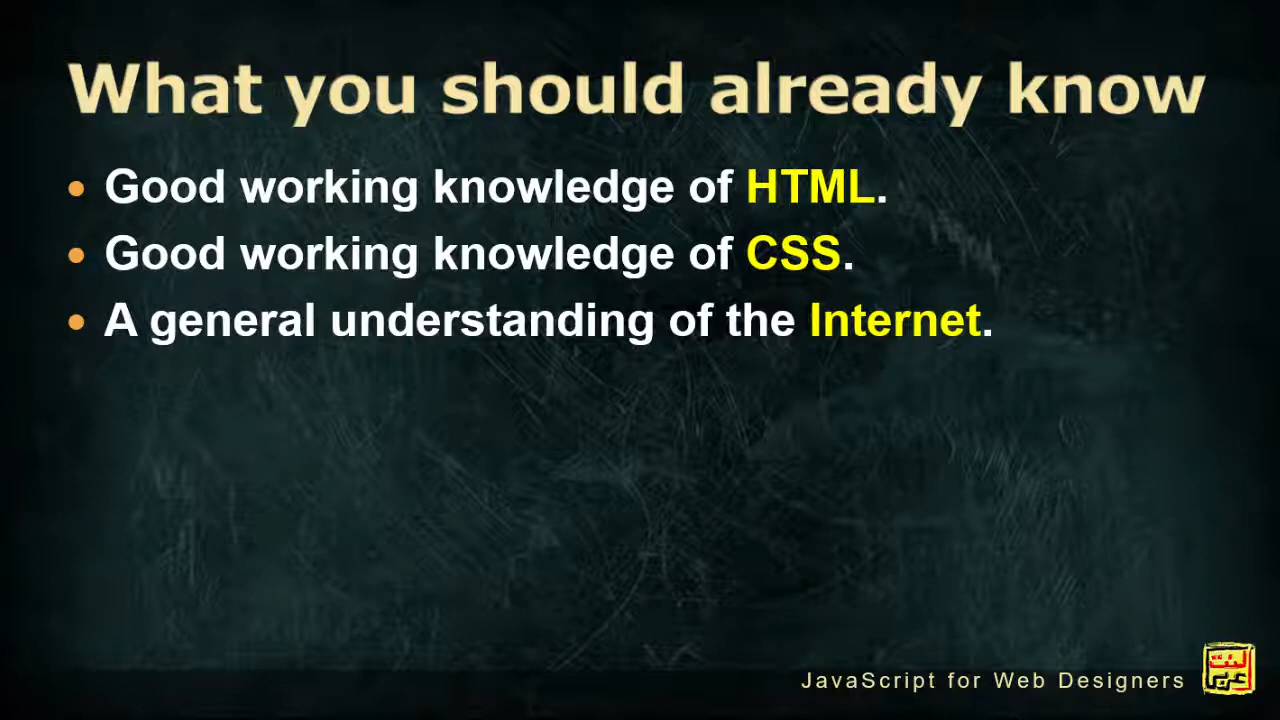 What you should already know
• Good working knowledge of HTML.
• Good working knowledge of CSS.
• A general understanding of the Internet.
JavaScript for Web Designers